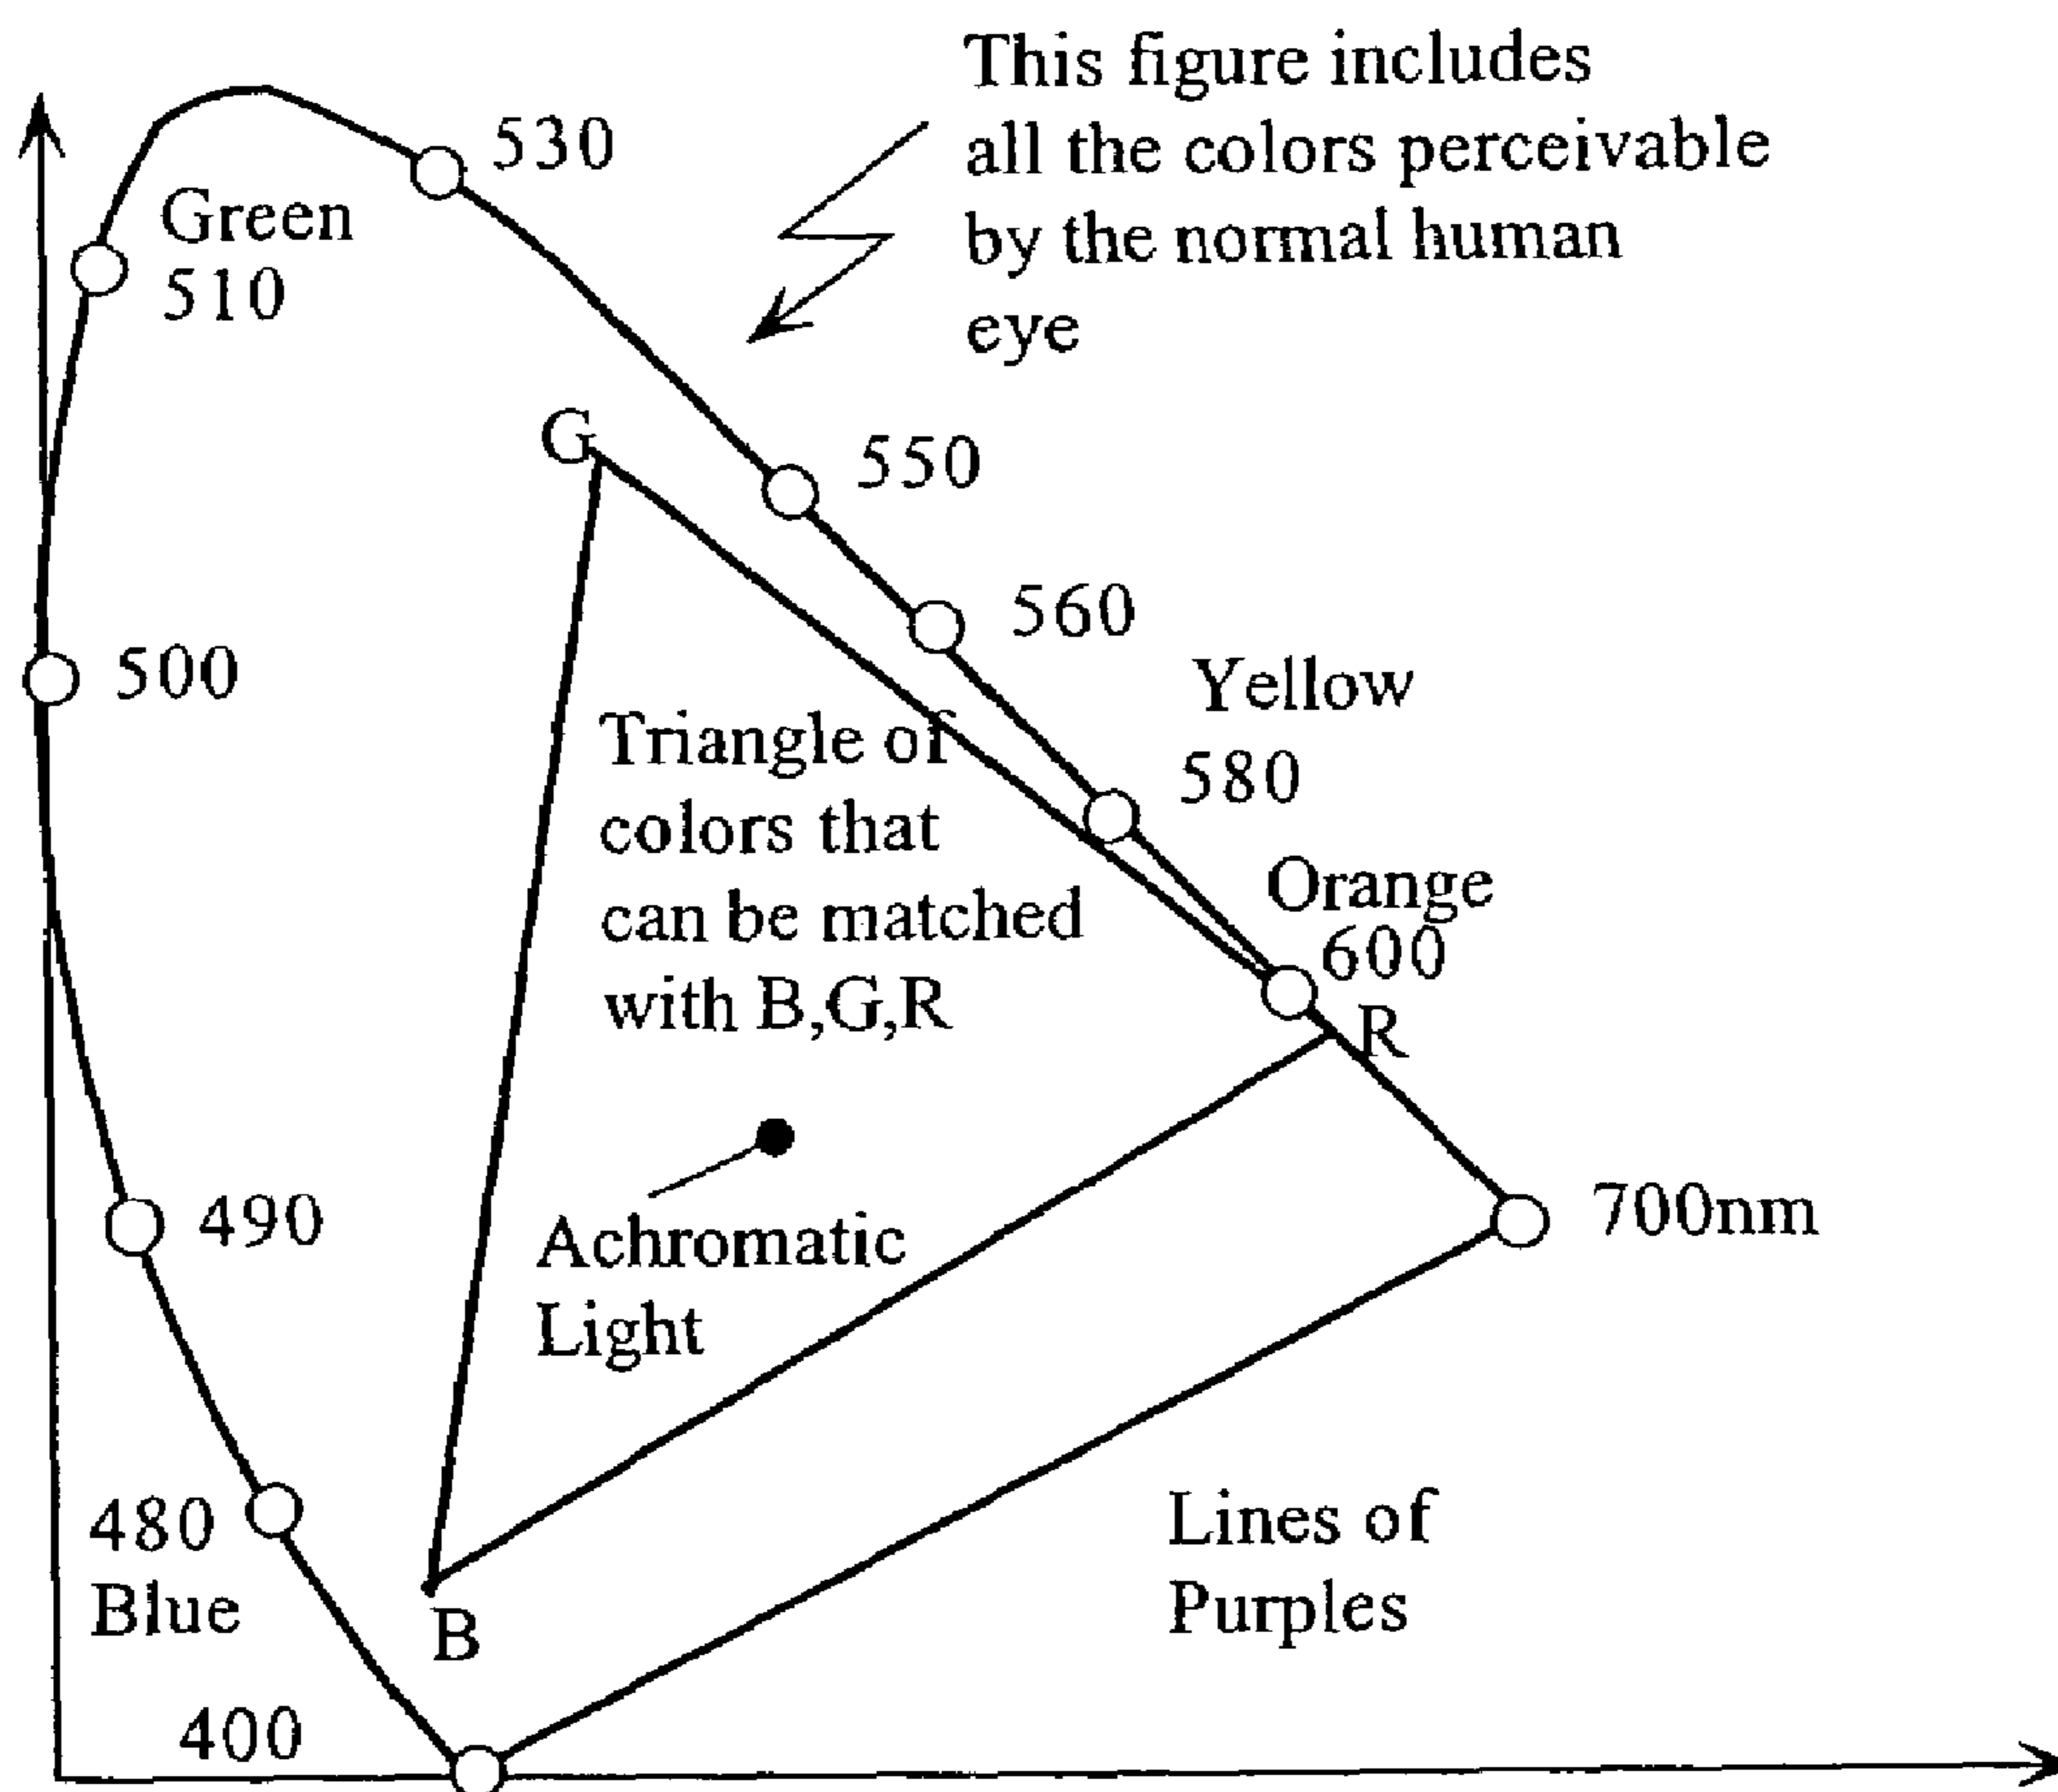 This figure includes
all the colors perceivable
by the normal human
eye
530
Green
510
G
550
560
500
Yellow
580
Triangle of
colors that
can be matched
with B,G,R
Orange
600
R
Achromatic
Light
490
700nm
480
Blue
B
Lines of
Purples
400